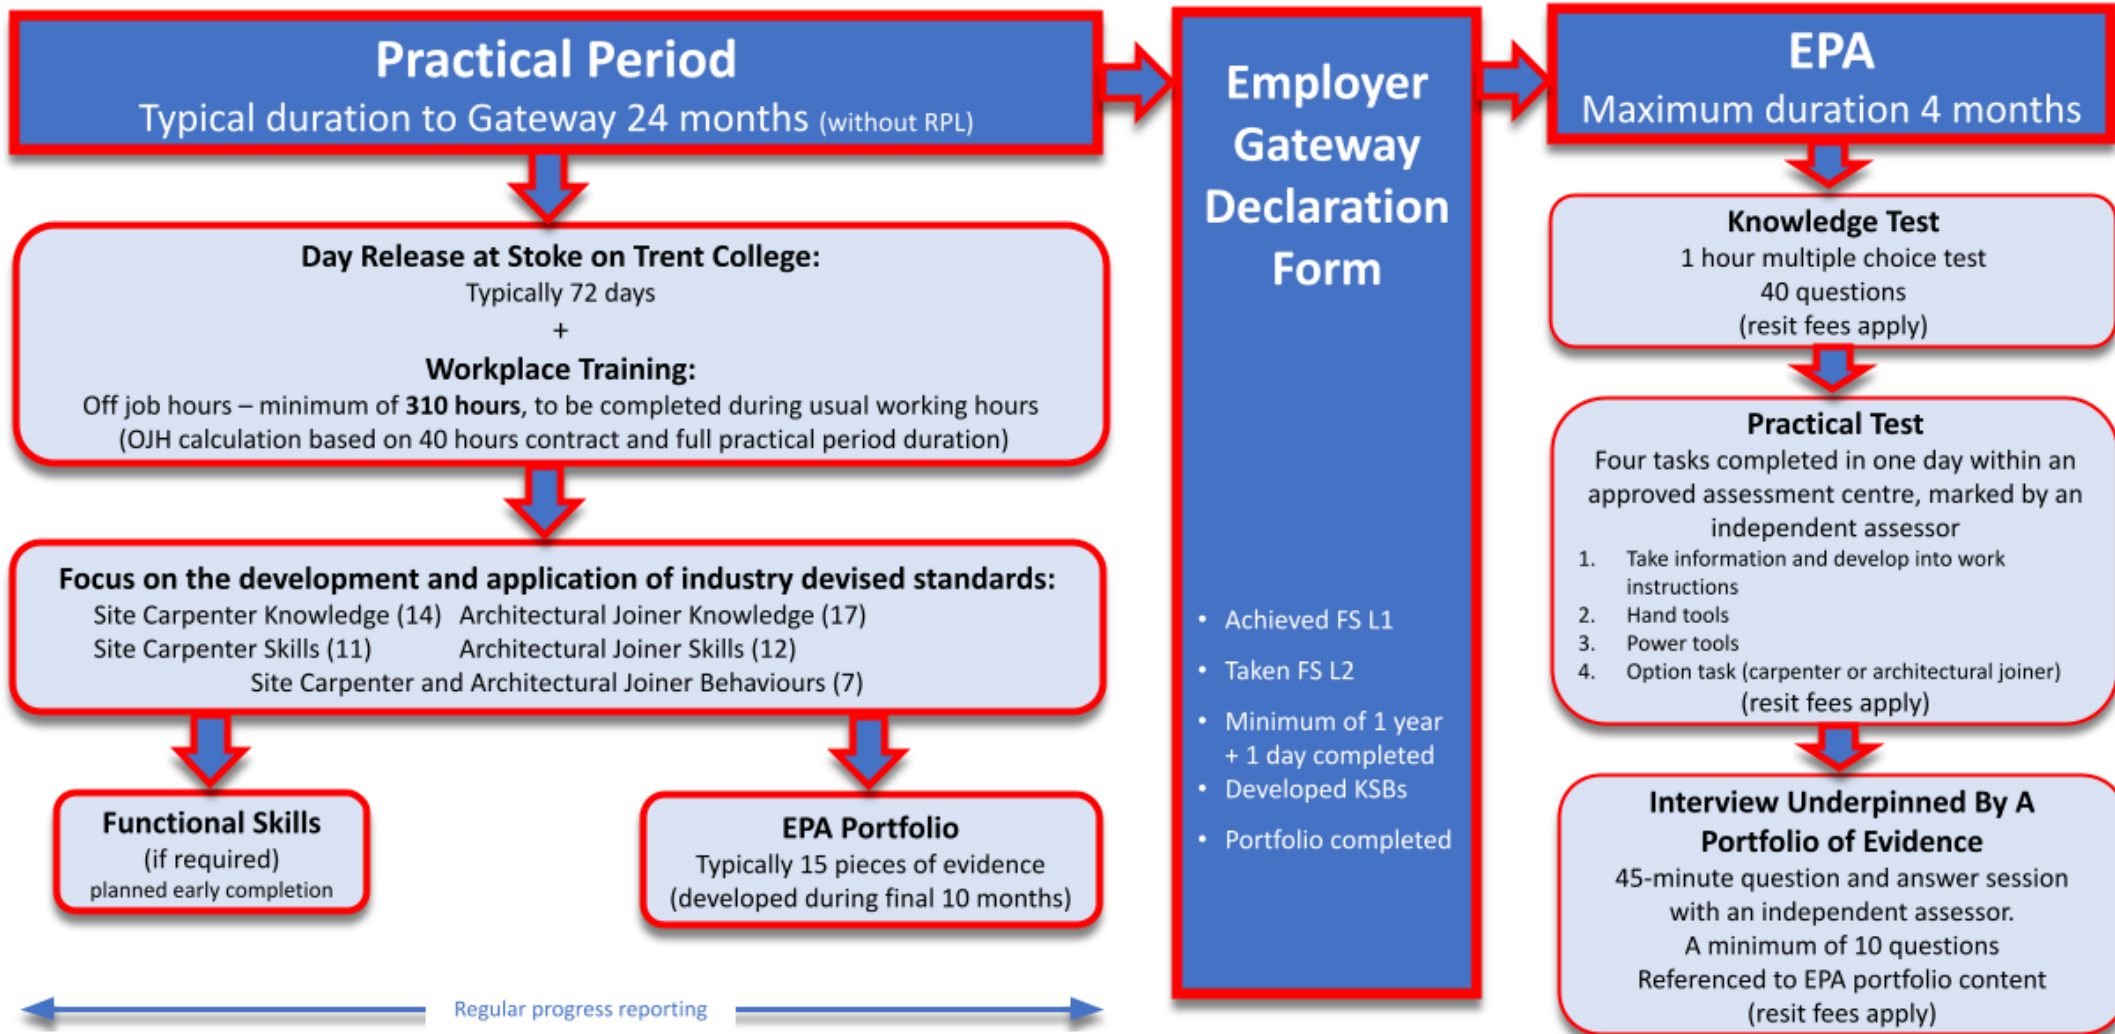 Practical Period
Typical duration to Gateway 24 months (without RPL)
Day Release at Stoke on Trent College:
Typically 72 days
+
Workplace Training:
Off job hours – minimum of 310 hours, to be completed during usual working hours
(OJH calculation based on 40 hours contract and full practical period duration)
Focus on the development and application of industry devised standards:
Site Carpenter Knowledge (14) Architectural Joiner Knowledge (17)
Site Carpenter Skills (11) Architectural Joiner Skills (12)
Site Carpenter and Architectural Joiner Behaviours (7)
Functional Skills
(if required)
planned early completion
EPA Portfolio
Typically 15 pieces of evidence
(developed during final 10 months)
Regular progress reporting
Employer
Gateway
Declaration
Form
• Achieved FS L1
• Taken FS L2
• Minimum of 1 year
+ 1 day completed
• Developed KSBs
• Portfolio completed
EPA
Maximum duration 4 months
Knowledge Test
1 hour multiple choice test
40 questions
(resit fees apply)
Practical Test
Four tasks completed in one day within an
approved assessment centre, marked by an
independent assessor
1. Take information and develop into work
instructions
2. Hand tools
3. Power tools
4. Option task (carpenter or architectural joiner)
(resit fees apply)
Interview Underpinned By A
Portfolio of Evidence
45-minute question and answer session
with an independent assessor.
A minimum of 10 questions
Referenced to EPA portfolio content
(resit fees apply)